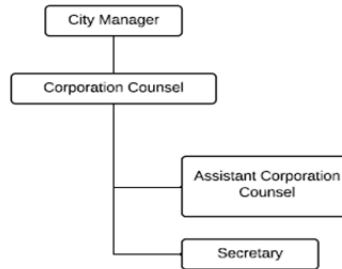 City Manager
Corporation Counsel
Assistant Corporation
Counsel
Secretary